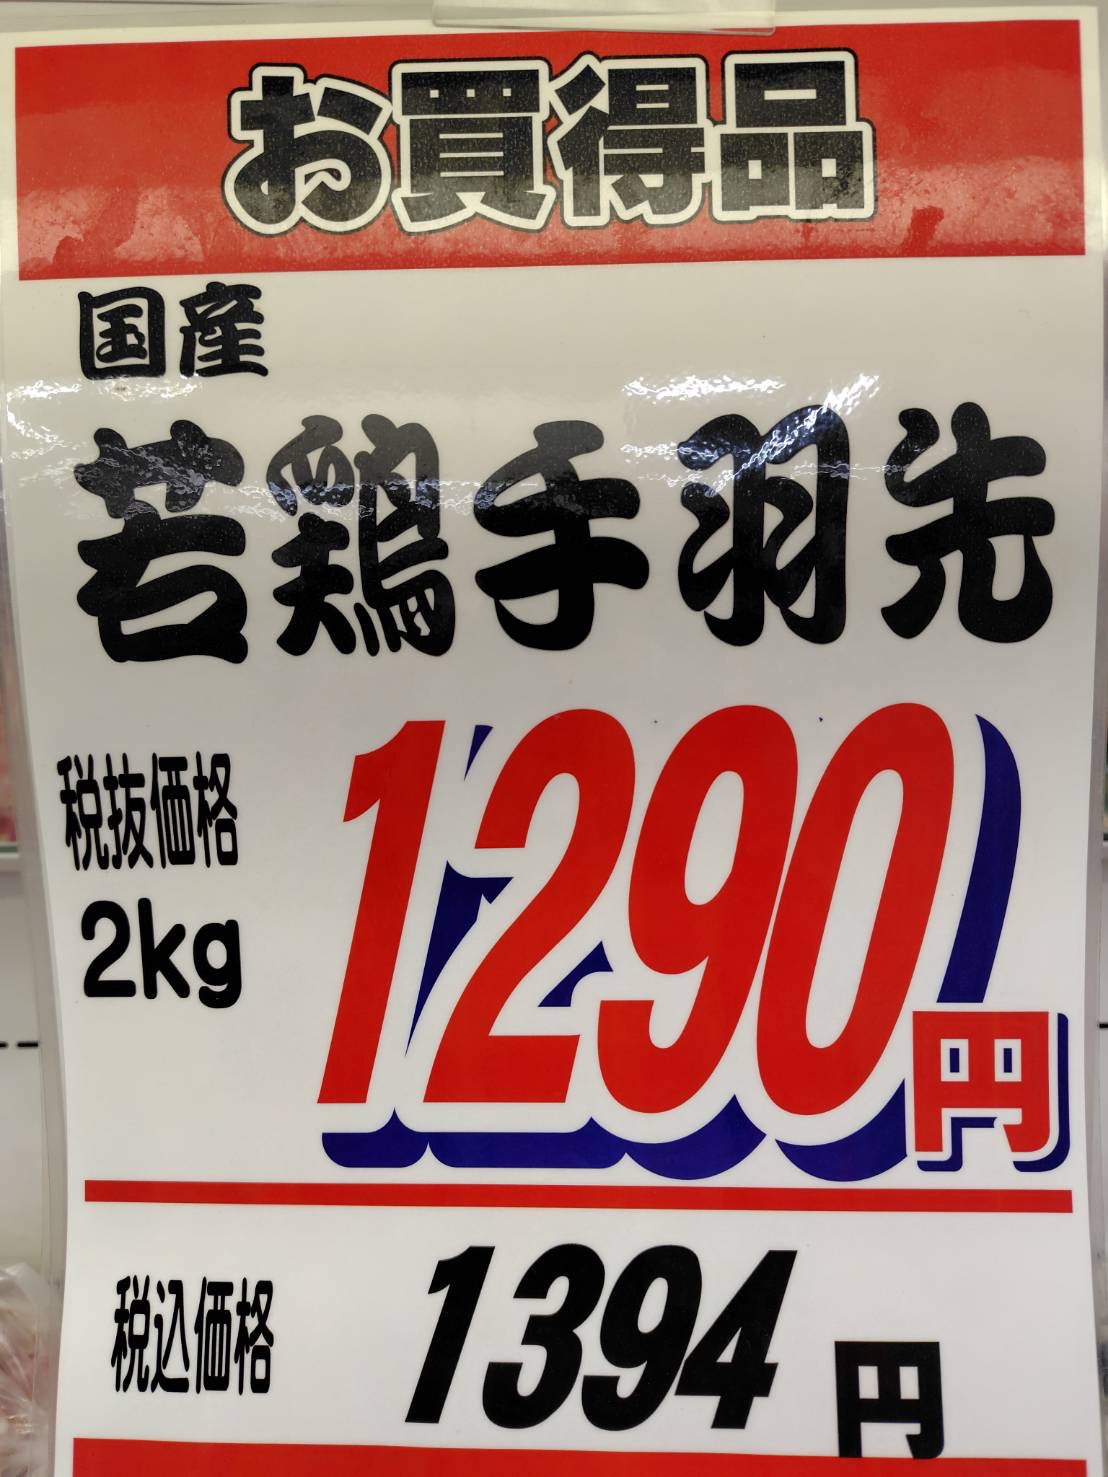 お買得品
国産
若鶏手羽先
税抜価格
2kg
1290円
税込価格
1394円